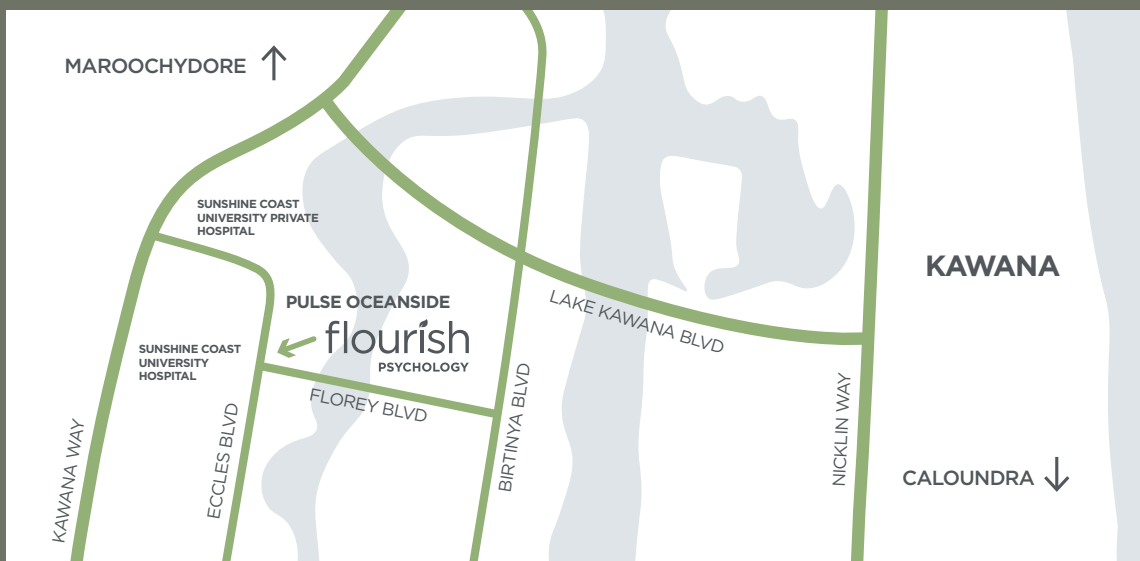 MAROOCHYDORE
SUNSHINE COAST
UNIVERSITY PRIVATE
HOSPITAL
KAWANA
PULSE OCEANSIDE
flourish
PSYCHOLOGY
LAKE KAWANA BLVD
SUNSHINE COAST
UNIVERSITY
HOSPITAL
FLOREY BLVD
BIRTINYA BLVD
NICKLIN WAY
KAWANA WAY
ECCLES BLVD
CALOUNDRA